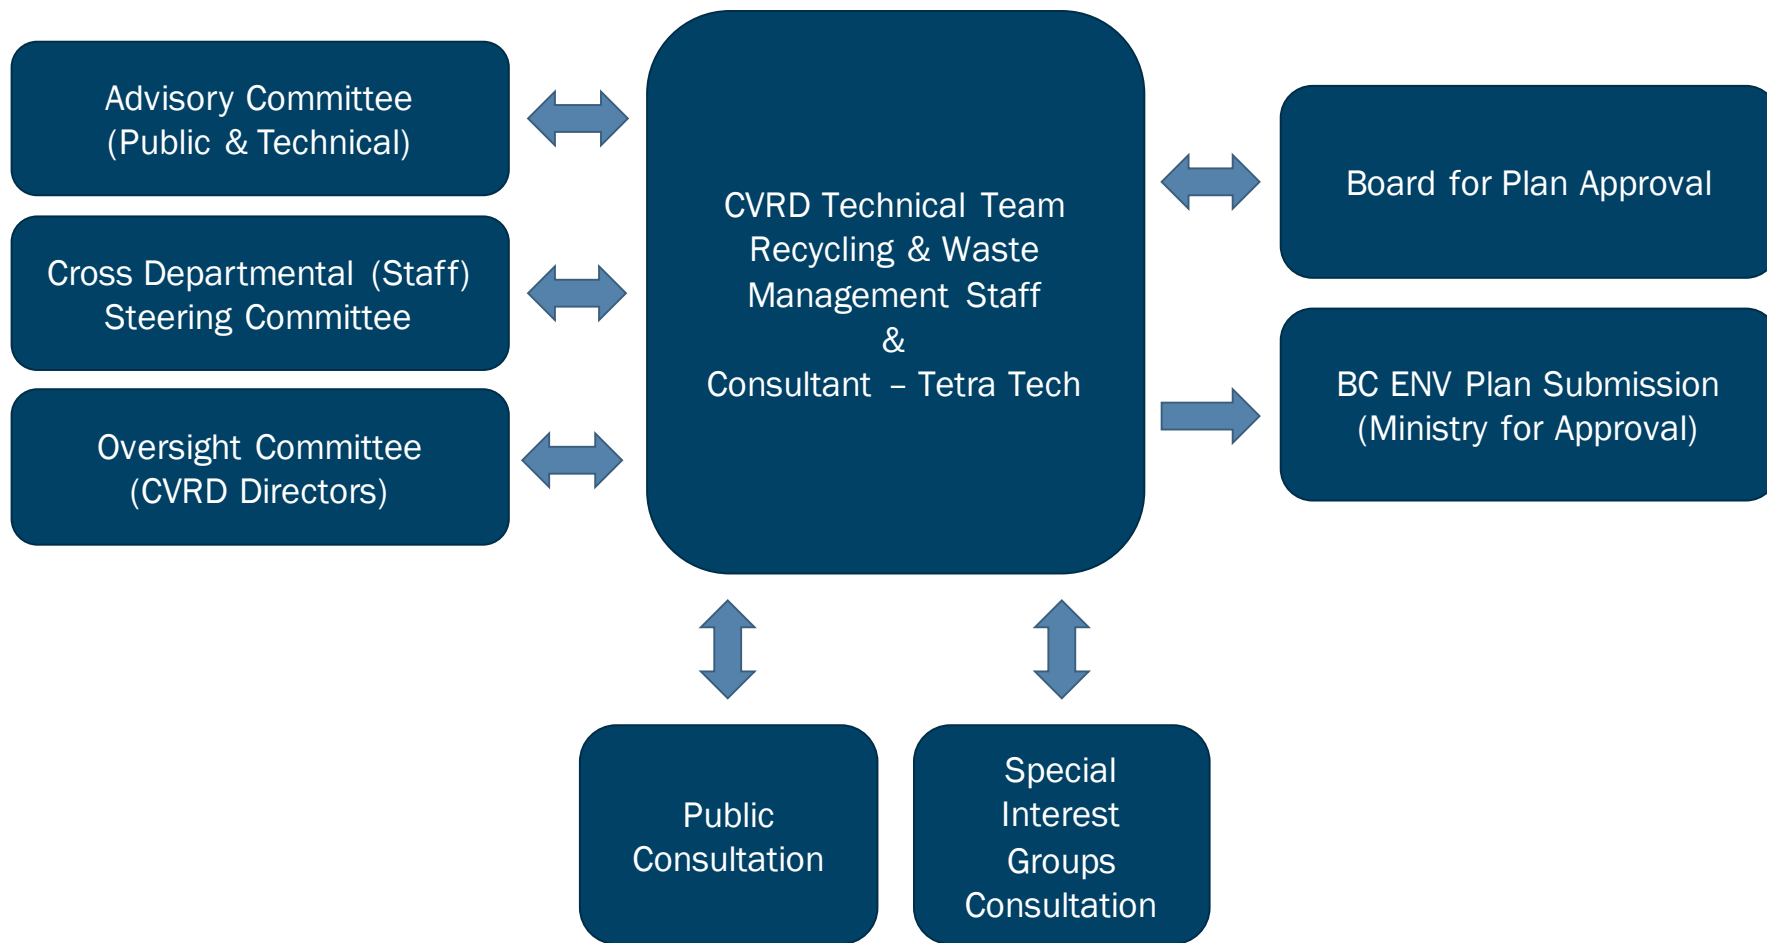 Advisory Committee
(Public & Technical)
Cross Departmental (Staff)
Steering Committee
Oversight Committee
(CVRD Directors)
CVRD Technical Team
Recycling & Waste
Management Staff
&
Consultant – Tetra Tech
Board for Plan Approval
BC ENV Plan Submission
(Ministry for Approval)
Public
Consultation
Special
Interest
Groups
Consultation